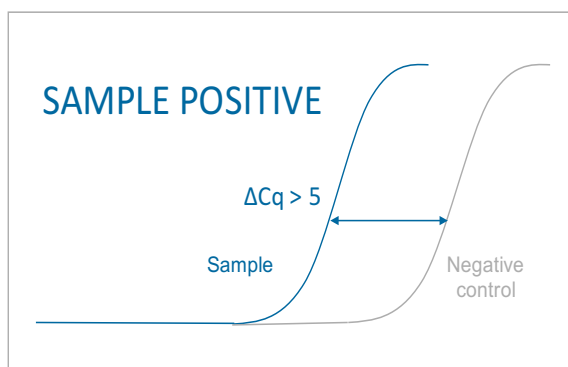 SAMPLE POSITIVE
ΔCq > 5
Sample
Negative
control